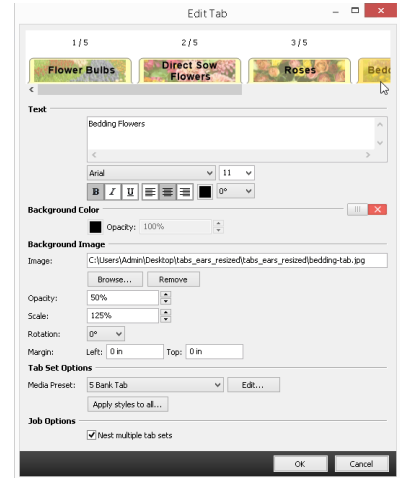 Edit Tab
1/5 2/5 3/5
Flower Bulbs Direct Sow Flowers Roses Bedd
Text
Bedding Flowers
Arial 11
B I U 0°
Background Color
Opacity: 100%
Background Image
Image: C:\Users\Admin\Desktop\tabs_ears_resized\tabs_ears_resized\bedding-tab.jpg
Browse... Remove
Opacity: 50%
Scale: 125%
Rotation: 0°
Margin: Left: 0 in Top: 0 in
Tab Set Options
Media Preset: 5 Bank Tab Edit...
Apply styles to all...
Job Options
Nest multiple tab sets
OK Cancel